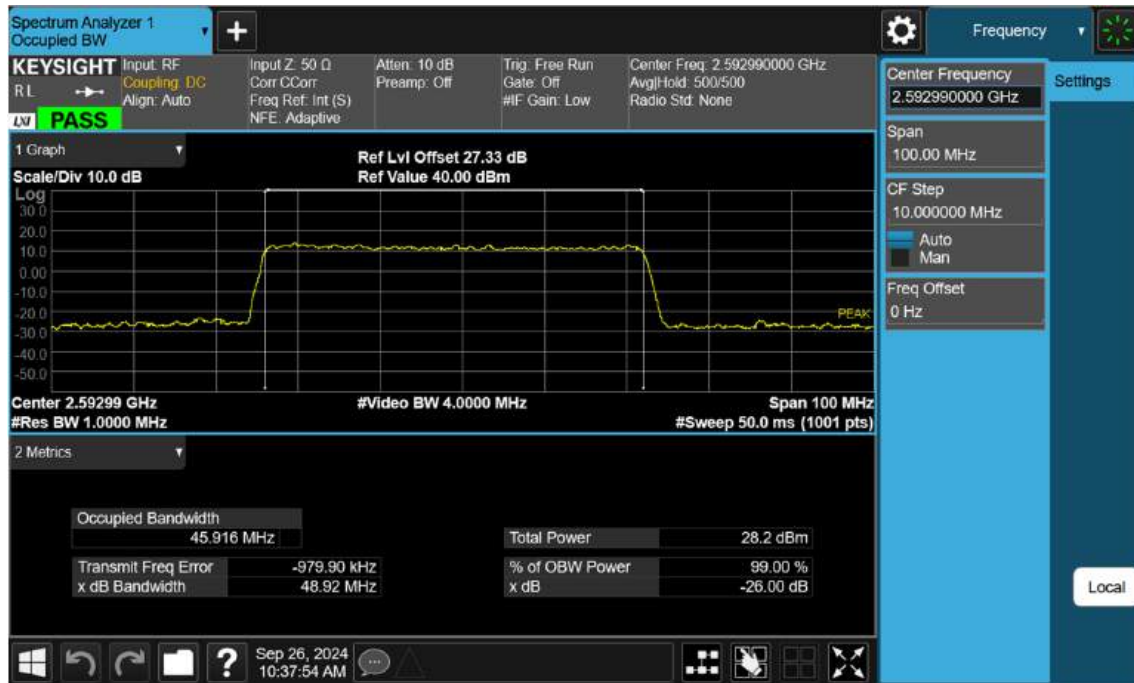 Spectrum Analyzer 1
Occupied BW
+
Frequency
KEYSIGHT
RL
LXI
PASS
Input: RF
Coupling: DC
Align: Auto
Input Z: 50 Ω
Corr CCorr
Freq Ref: Int (S)
NFE: Adaptive
Atten: 10 dB
Preamp: Off
Trig: Free Run
Gate: Off
#IF Gain: Low
Center Freq: 2.592990000 GHz
Avg|Hold: 500/500
Radio Std: None
Center Frequency
2.592990000 GHz
Settings
Span
100.00 MHz
CF Step
10.000000 MHz
Auto
Man
Freq Offset
0 Hz
Local
1 Graph
Scale/Div 10.0 dB
Ref Lvl Offset 27.33 dB
Ref Value 40.00 dBm
Log
30.0
20.0
10.0
0.00
-10.0
-20.0
-30.0
-40.0
-50.0
PEAK
Center 2.59299 GHz
#Res BW 1.0000 MHz
#Video BW 4.0000 MHz
Span 100 MHz
#Sweep 50.0 ms (1001 pts)
2 Metrics
Occupied Bandwidth
45.916 MHz
Total Power 28.2 dBm
Transmit Freq Error -979.90 kHz
% of OBW Power 99.00 %
x dB Bandwidth 48.92 MHz
x dB -26.00 dB
?
Sep 26, 2024
10:37:54 AM